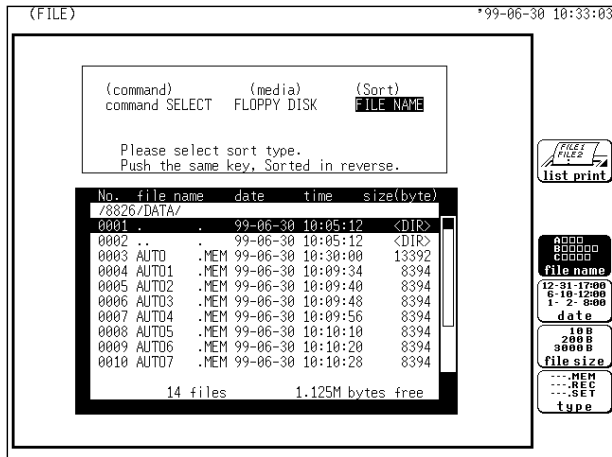 (FILE) '99-06-30 10:33:03
(command) (media) (Sort)
command SELECT FLOPPY DISK FILE NAME
Please select sort type.
Push the same key, Sorted in reverse.
No. file name date time size(byte)
/8826/DATA/
0001 . . 99-06-30 10:05:12 <DIR>
0002 .. . 99-06-30 10:05:12 <DIR>
0003 AUTO .MEM 99-06-30 10:30:00 13392
0004 AUTO1 .MEM 99-06-30 10:09:34 8394
0005 AUTO2 .MEM 99-06-30 10:09:40 8394
0006 AUTO3 .MEM 99-06-30 10:09:48 8394
0007 AUTO4 .MEM 99-06-30 10:09:56 8394
0008 AUTO5 .MEM 99-06-30 10:10:10 8394
0009 AUTO6 .MEM 99-06-30 10:10:20 8394
0010 AUTO7 .MEM 99-06-30 10:10:28 8394
14 files 1.125M bytes free
FILE1
FILE2
list print
A□□□
B□□□□□
C□□□□
file name
12-31-17:00
6-10-12:00
1- 2- 8:00
date
10B
200B
3000B
file size
---.MEM
---.REC
---.SET
type